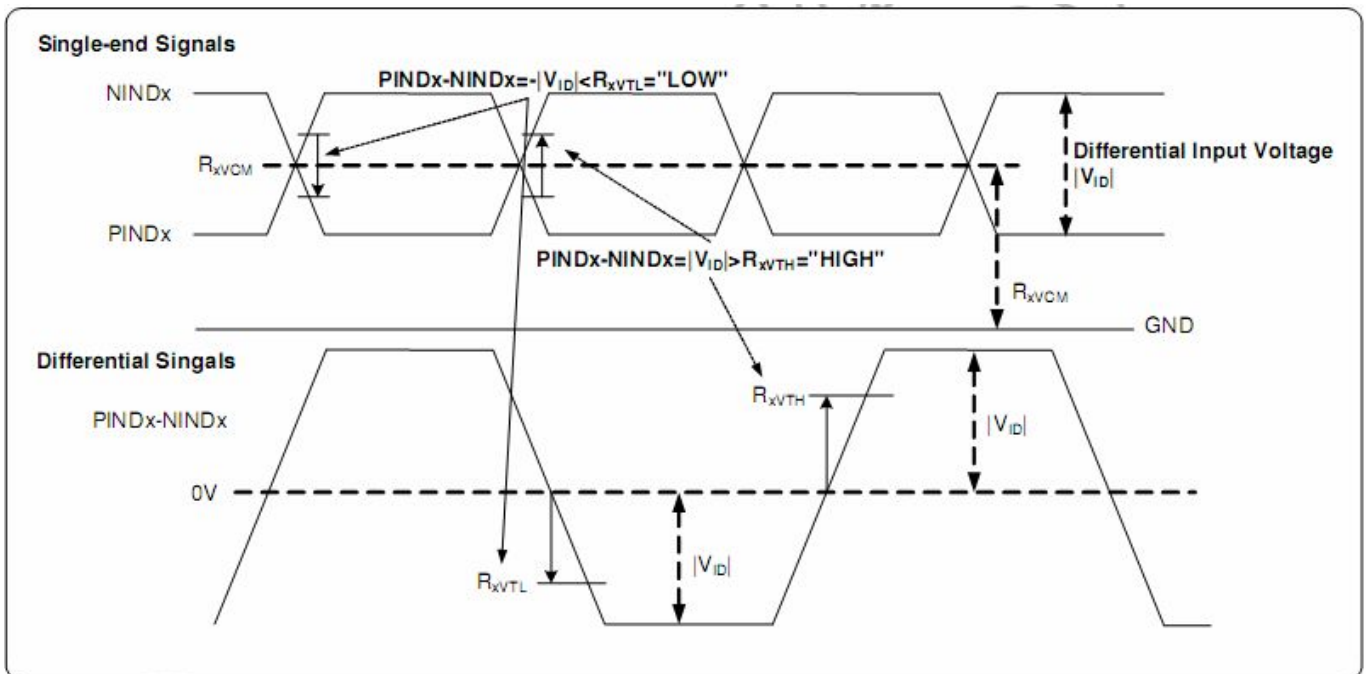 Single-end Signals
PINDx-NINDx=-|VID|<RxVTL="LOW"
NINDx
RxVCM
Differential Input Voltage
|VID|
PINDx
PINDx-NINDx=|VID|>RxVTH="HIGH"
RxVCM
GND
Differential Singals
RxVTH
PINDx-NINDx
|VID|
0V
|VID|
RxVTL